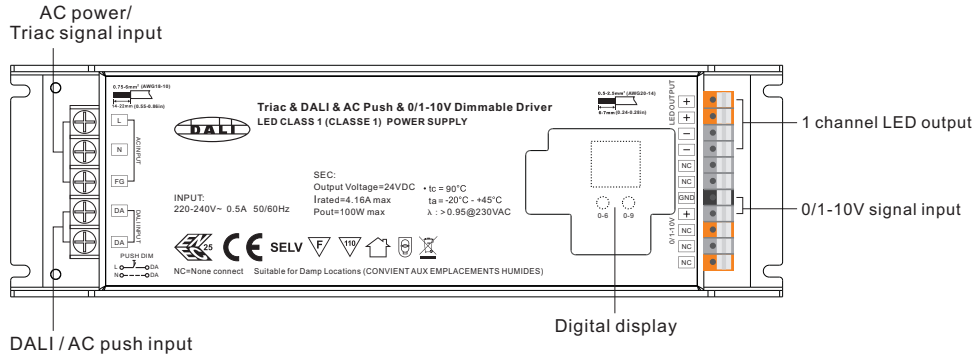 AC power/
Triac signal input
0.75-6mm² (AWG18-10)
14-22mm (0.55-0.86in)
L
N
FG
AC INPUT
DA
DA
DALI INPUT
PUSH DIM
L DA
N DA
DALI
Triac & DALI & AC Push & 0/1-10V Dimmable Driver
LED CLASS 1 (CLASSE 1) POWER SUPPLY
INPUT:
220-240V~ 0.5A 50/60Hz
SEC:
Output Voltage=24VDC
Irated=4.16A max
Pout=100W max
• tc = 90°C
ta = -20°C - +45°C
λ : > 0.95@230VAC
25
CE
SELV
F
110
NC=None connect Suitable for Damp Locations (CONVIENT AUX EMPLACEMENTS HUMIDES)
0.5-2.5mm² (AWG20-14)
6-7mm (0.24-0.28in)
0-6
0-9
LED OUTPUT
+
+
−
−
NC
NC
GND
+
NC
NC
0/1-10V
1 channel LED output
0/1-10V signal input
Digital display
DALI / AC push input